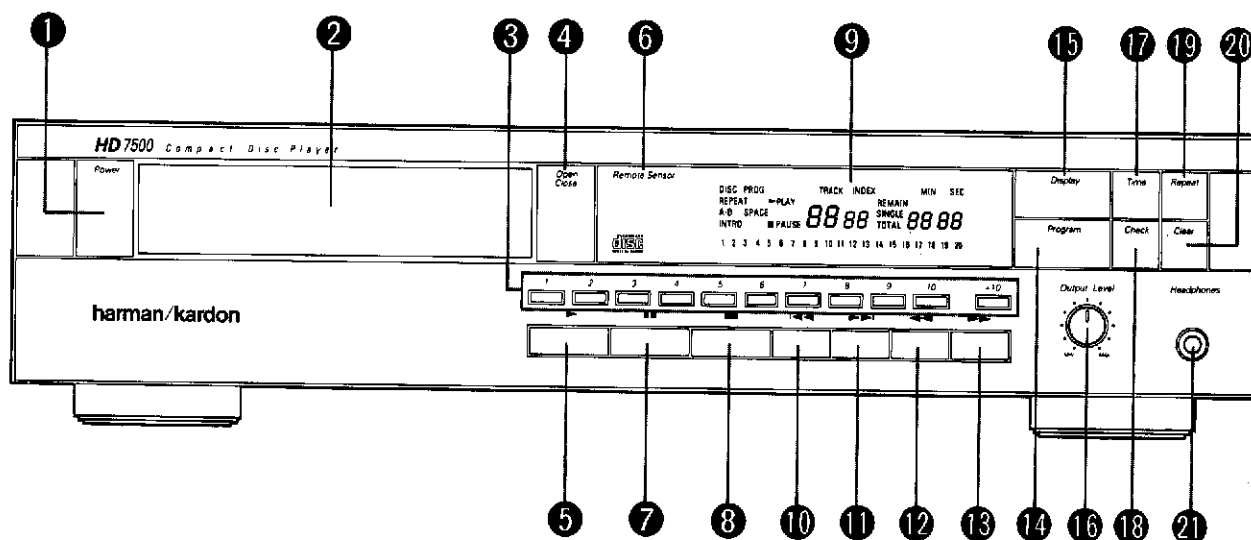 1 2 3 4 6 9 15 17 19 20
HD 7500 Compact Disc Player
Power
Open
Close
Remote Sensor
DISC PROG TRACK INDEX MIN SEC
REPEAT PLAY REMAIN
A-B SPACE 88 88 SINGLE 88 88
INTRO PAUSE TOTAL
disc
1 2 3 4 5 6 7 8 9 10 11 12 13 14 15 16 17 18 19 20
Display Time Repeat
Program Check Clear
1 2 3 4 5 6 7 8 9 10 +10
harman/kardon
Output Level
Headphones
5 7 8 10 11 12 13 14 16 18 21